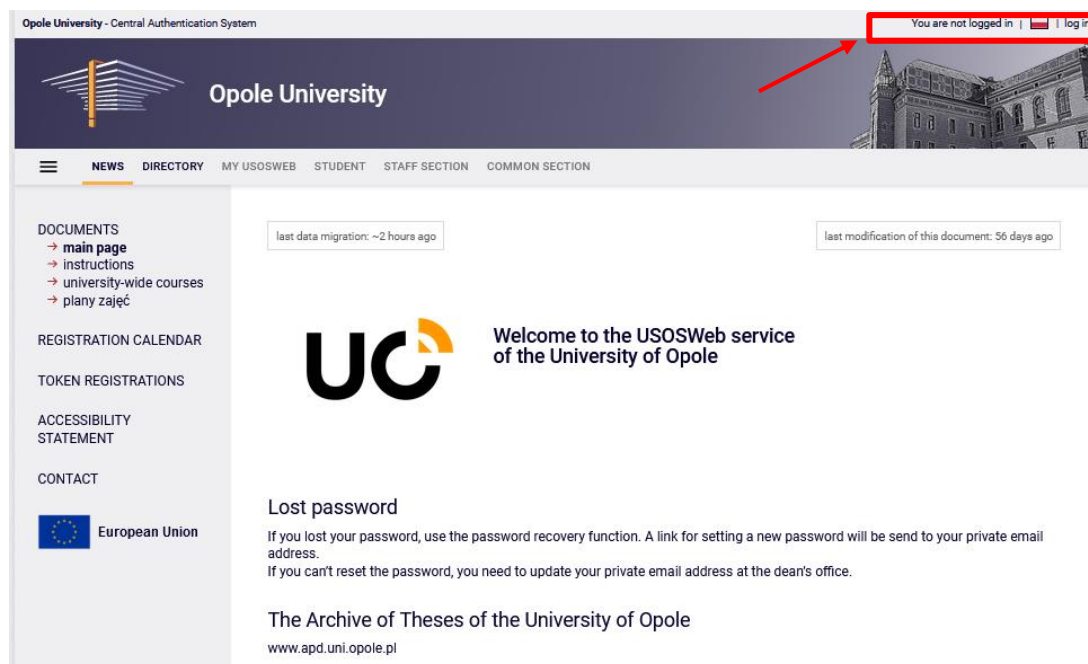 Opole University - Central Authentication System
You are not logged in | | log in
Opole University
NEWS DIRECTORY MY USOSWEB STUDENT STAFF SECTION COMMON SECTION
DOCUMENTS
→ main page
→ instructions
→ university-wide courses
→ plany zajęć
REGISTRATION CALENDAR
TOKEN REGISTRATIONS
ACCESSIBILITY
STATEMENT
CONTACT
European Union
last data migration: ~2 hours ago
last modification of this document: 56 days ago
UO
Welcome to the USOSWeb service
of the University of Opole
Lost password
If you lost your password, use the password recovery function. A link for setting a new password will be send to your private email
address.
If you can't reset the password, you need to update your private email address at the dean's office.
The Archive of Theses of the University of Opole
www.apd.uni.opole.pl